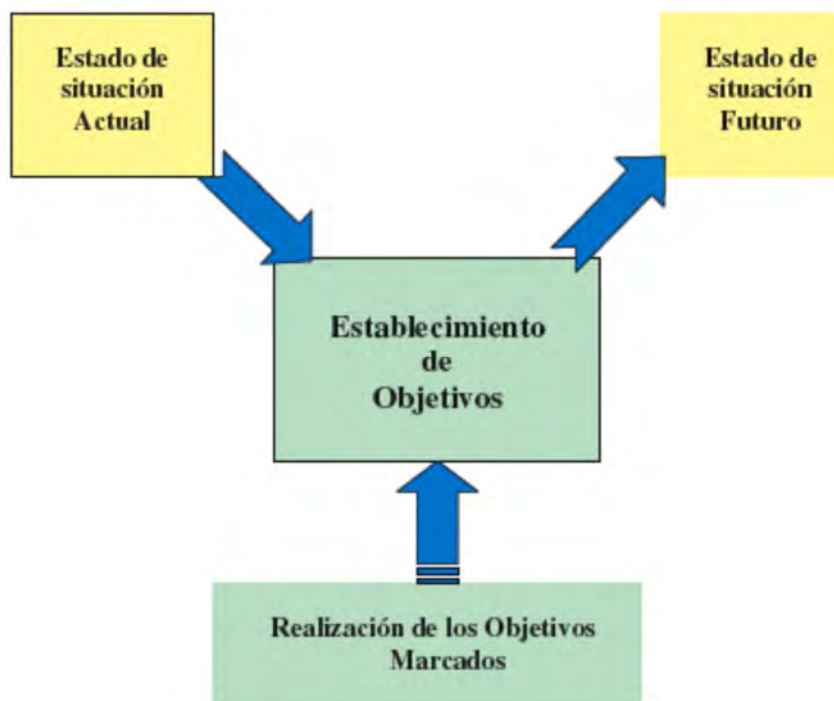 Estado de
situación
Actual
Estado de
situación
Futuro
Establecimiento
de
Objetivos
Realización de los Objetivos
Marcados